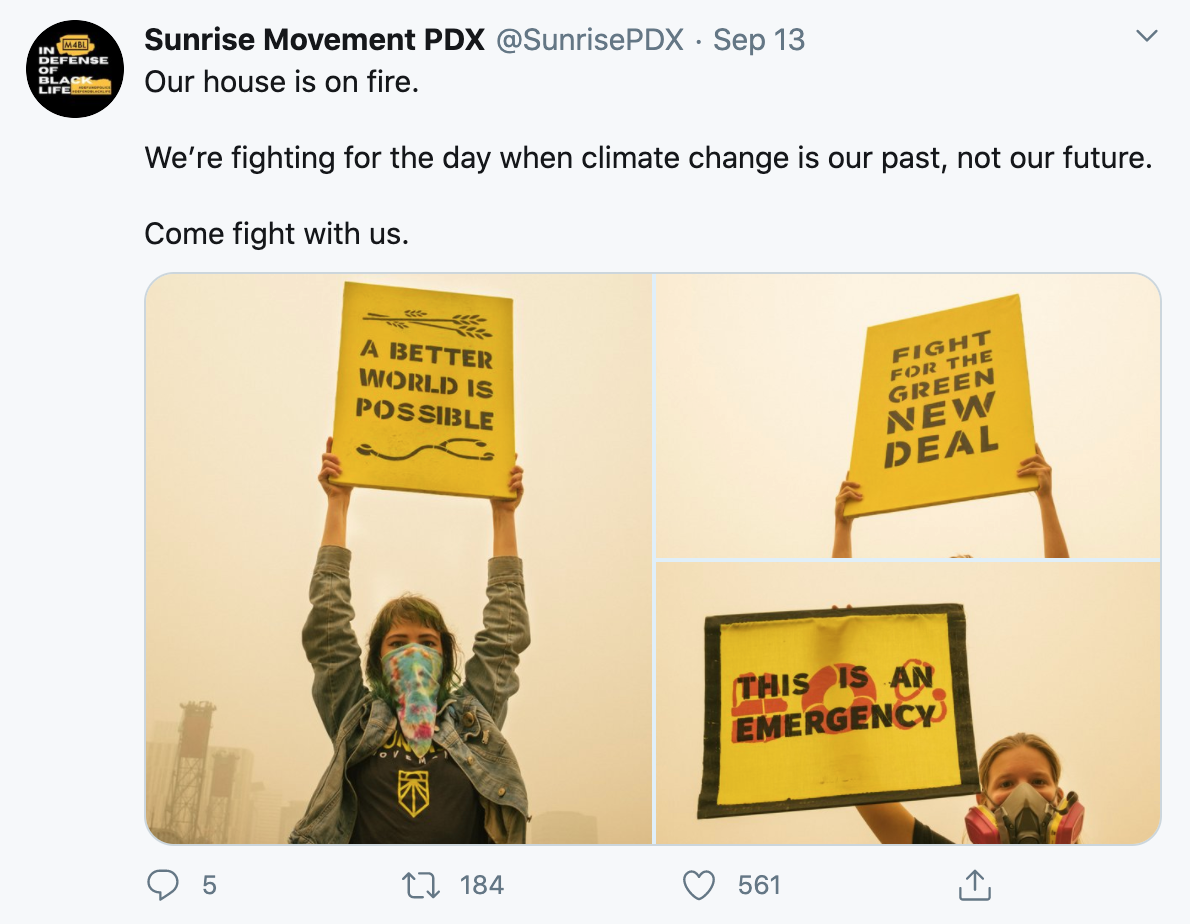 Sunrise Movement PDX @SunrisePDX · Sep 13
IN M4BL
DEFENSE
OF
BLACK
LIFE
Our house is on fire.
We’re fighting for the day when climate change is our past, not our future.
Come fight with us.
A BETTER
WORLD IS
POSSIBLE
FIGHT
FOR THE
GREEN
NEW
DEAL
THIS IS AN
EMERGENCY
5
184
561